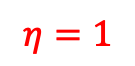 η = 1